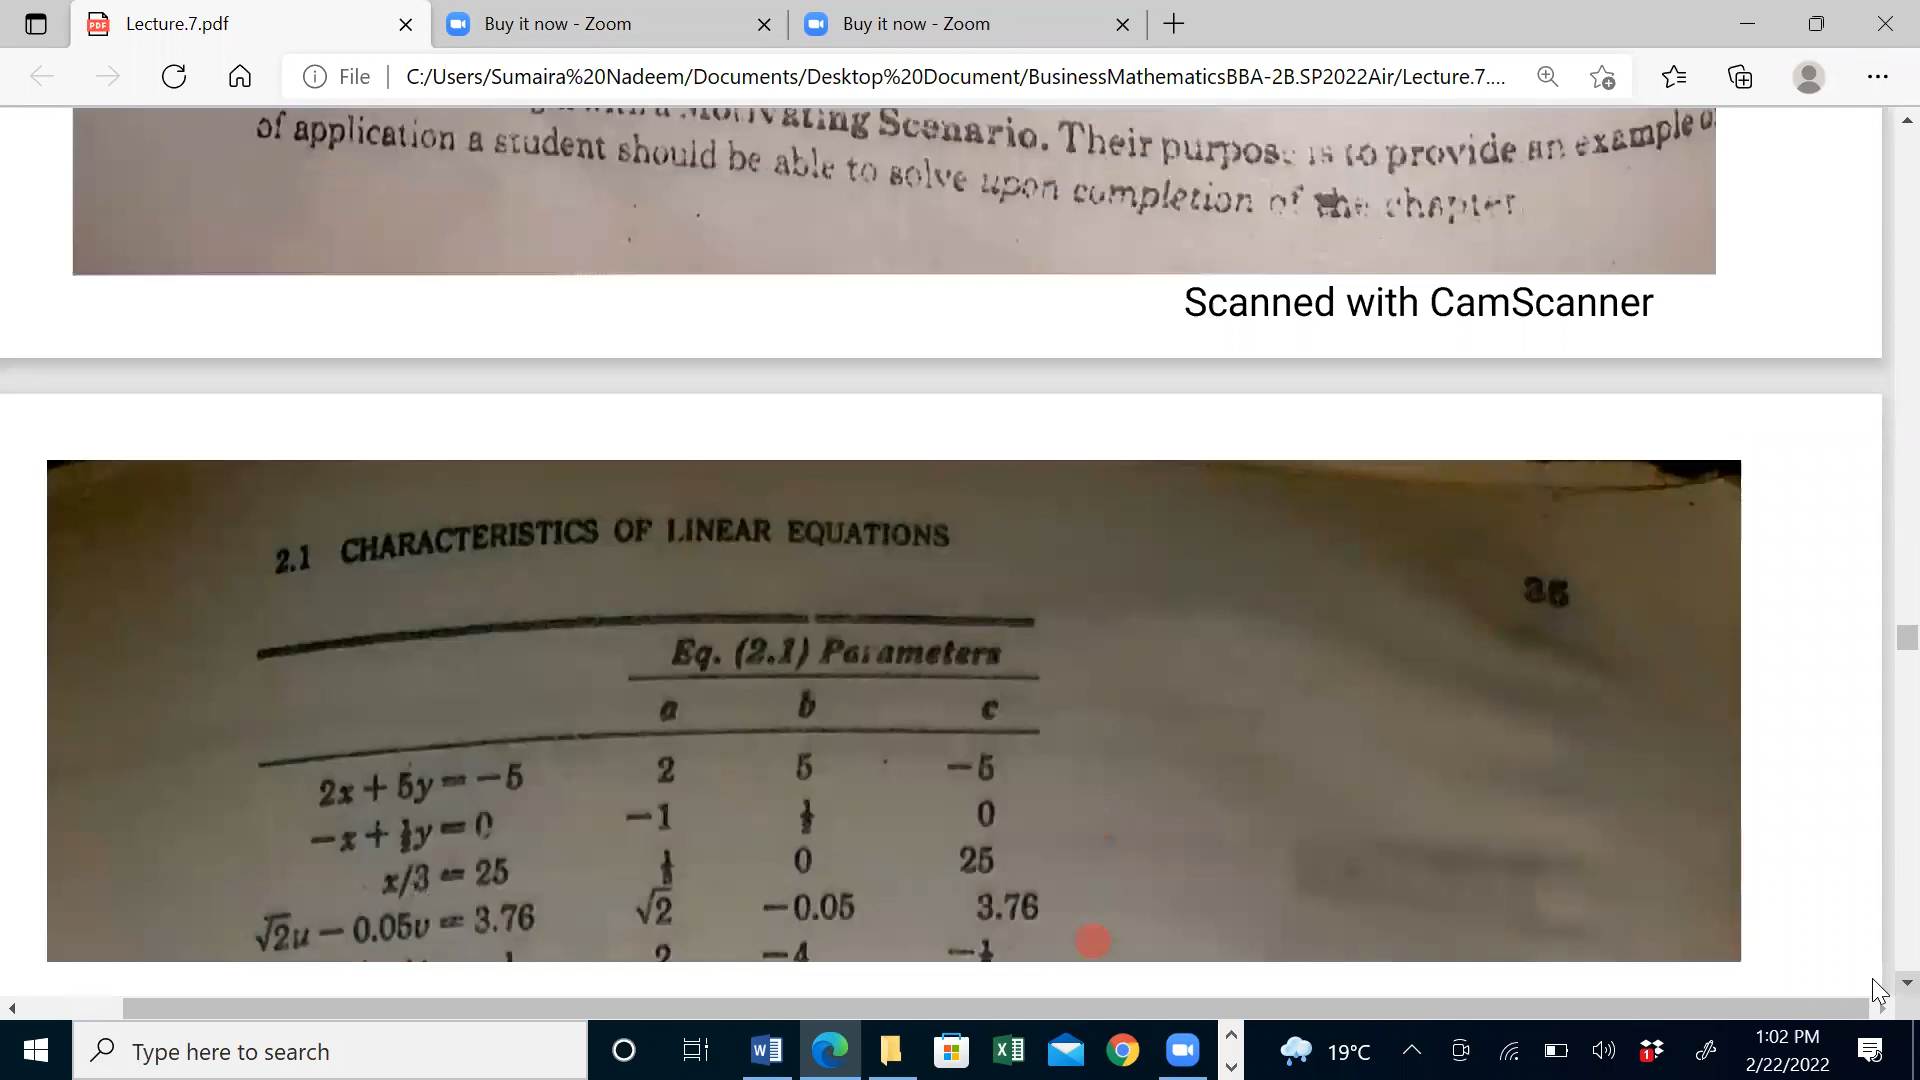 Lecture.7.pdf
Buy it now - Zoom
Buy it now - Zoom
File
C:/Users/Sumaira%20Nadeem/Documents/Desktop%20Document/BusinessMathematicsBBA-2B.SP2022Air/Lecture.7....
Scenario. Their purpose is to provide an example
of application a student should be able to solve upon completion of the chapter
Scanned with CamScanner
2.1 CHARACTERISTICS OF LINEAR EQUATIONS
35
Eq. (2.1) Parameters
a b c
2x + 5y = -5 2 5 -5
-x + y = 0 -1 0
x/3 = 25 0 25
√2u - 0.05v = 3.76 √2 -0.05 3.76
2 -4
Type here to search
19°C
1
1:02 PM
2/22/2022